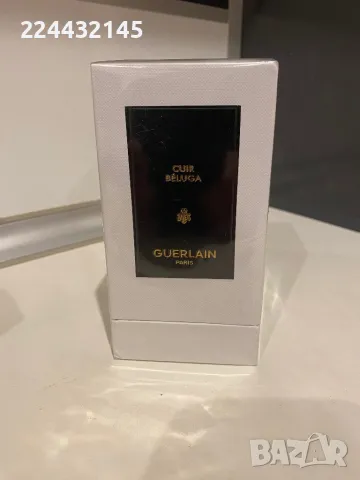 224432145
CUIR
BÉLUGA
GUERLAIN
PARIS
BAZAR